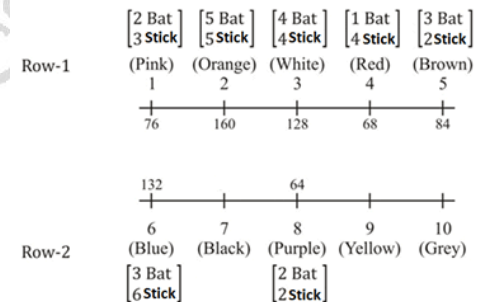 2 Bat 5 Bat 4 Bat 1 Bat 3 Bat
3 Stick 5 Stick 4 Stick 4 Stick 2 Stick
Row-1 (Pink) (Orange) (White) (Red) (Brown)
1 2 3 4 5
76 160 128 68 84
132 64
6 7 8 9 10
Row-2 (Blue) (Black) (Purple) (Yellow) (Grey)
3 Bat 2 Bat
6 Stick 2 Stick